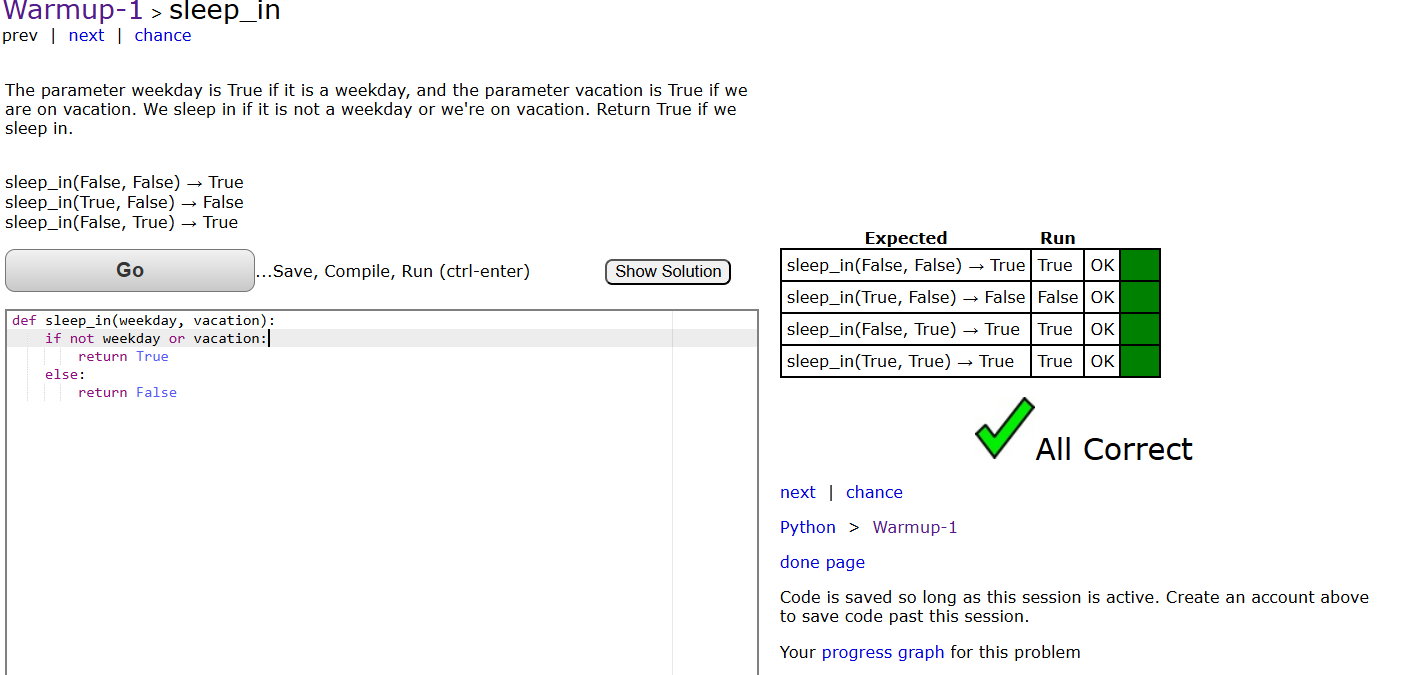 Warmup-1 > sleep_in
prev | next | chance
The parameter weekday is True if it is a weekday, and the parameter vacation is True if we
are on vacation. We sleep in if it is not a weekday or we're on vacation. Return True if we
sleep in.
sleep_in(False, False) → True
sleep_in(True, False) → False
sleep_in(False, True) → True
Go ...Save, Compile, Run (ctrl-enter) Show Solution
def sleep_in(weekday, vacation):
    if not weekday or vacation:
        return True
    else:
        return False
Expected Run
sleep_in(False, False) → True True OK
sleep_in(True, False) → False False OK
sleep_in(False, True) → True True OK
sleep_in(True, True) → True True OK
All Correct
next | chance
Python > Warmup-1
done page
Code is saved so long as this session is active. Create an account above
to save code past this session.
Your progress graph for this problem